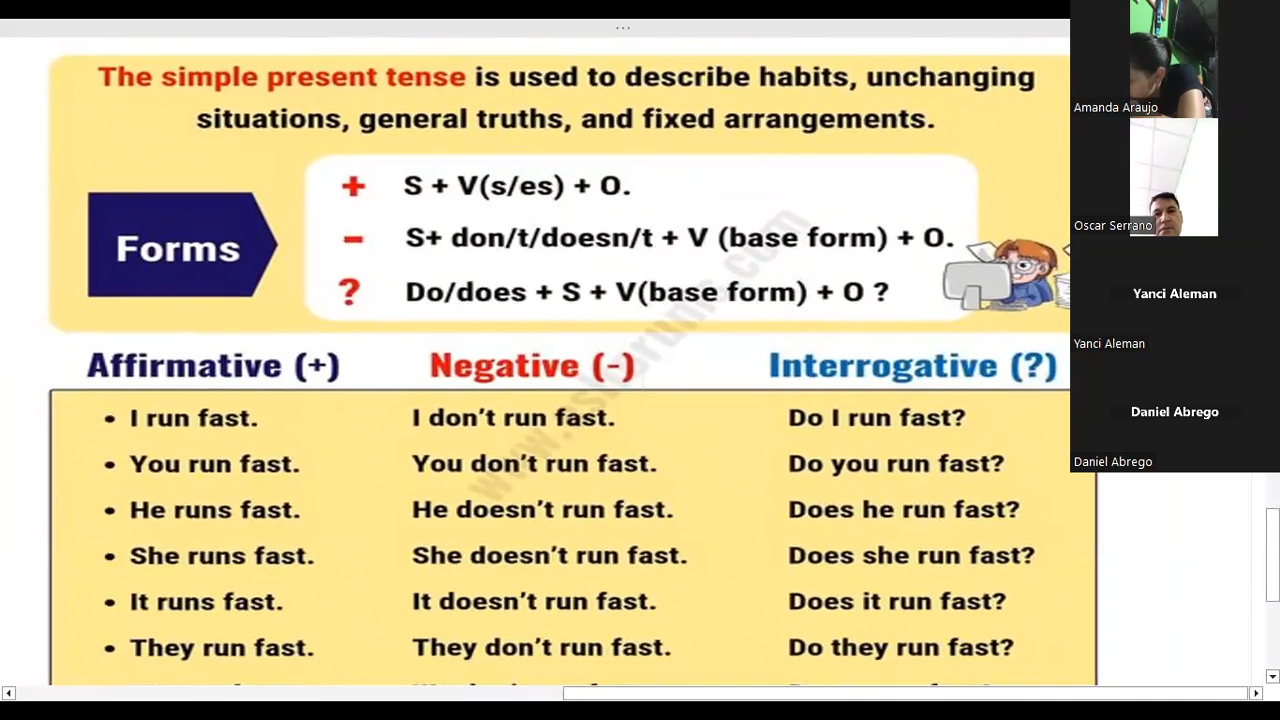 ...
The simple present tense is used to describe habits, unchanging
situations, general truths, and fixed arrangements.
Forms
+ S + V(s/es) + O.
- S+ don/t/doesn/t + V (base form) + O.
? Do/does + S + V(base form) + O ?
Affirmative (+) Negative (-) Interrogative (?)
• I run fast. I don't run fast. Do I run fast?
• You run fast. You don't run fast. Do you run fast?
• He runs fast. He doesn't run fast. Does he run fast?
• She runs fast. She doesn't run fast. Does she run fast?
• It runs fast. It doesn't run fast. Does it run fast?
• They run fast. They don't run fast. Do they run fast?
Amanda Araujo
Oscar Serrano
Yanci Aleman
Yanci Aleman
Daniel Abrego
Daniel Abrego